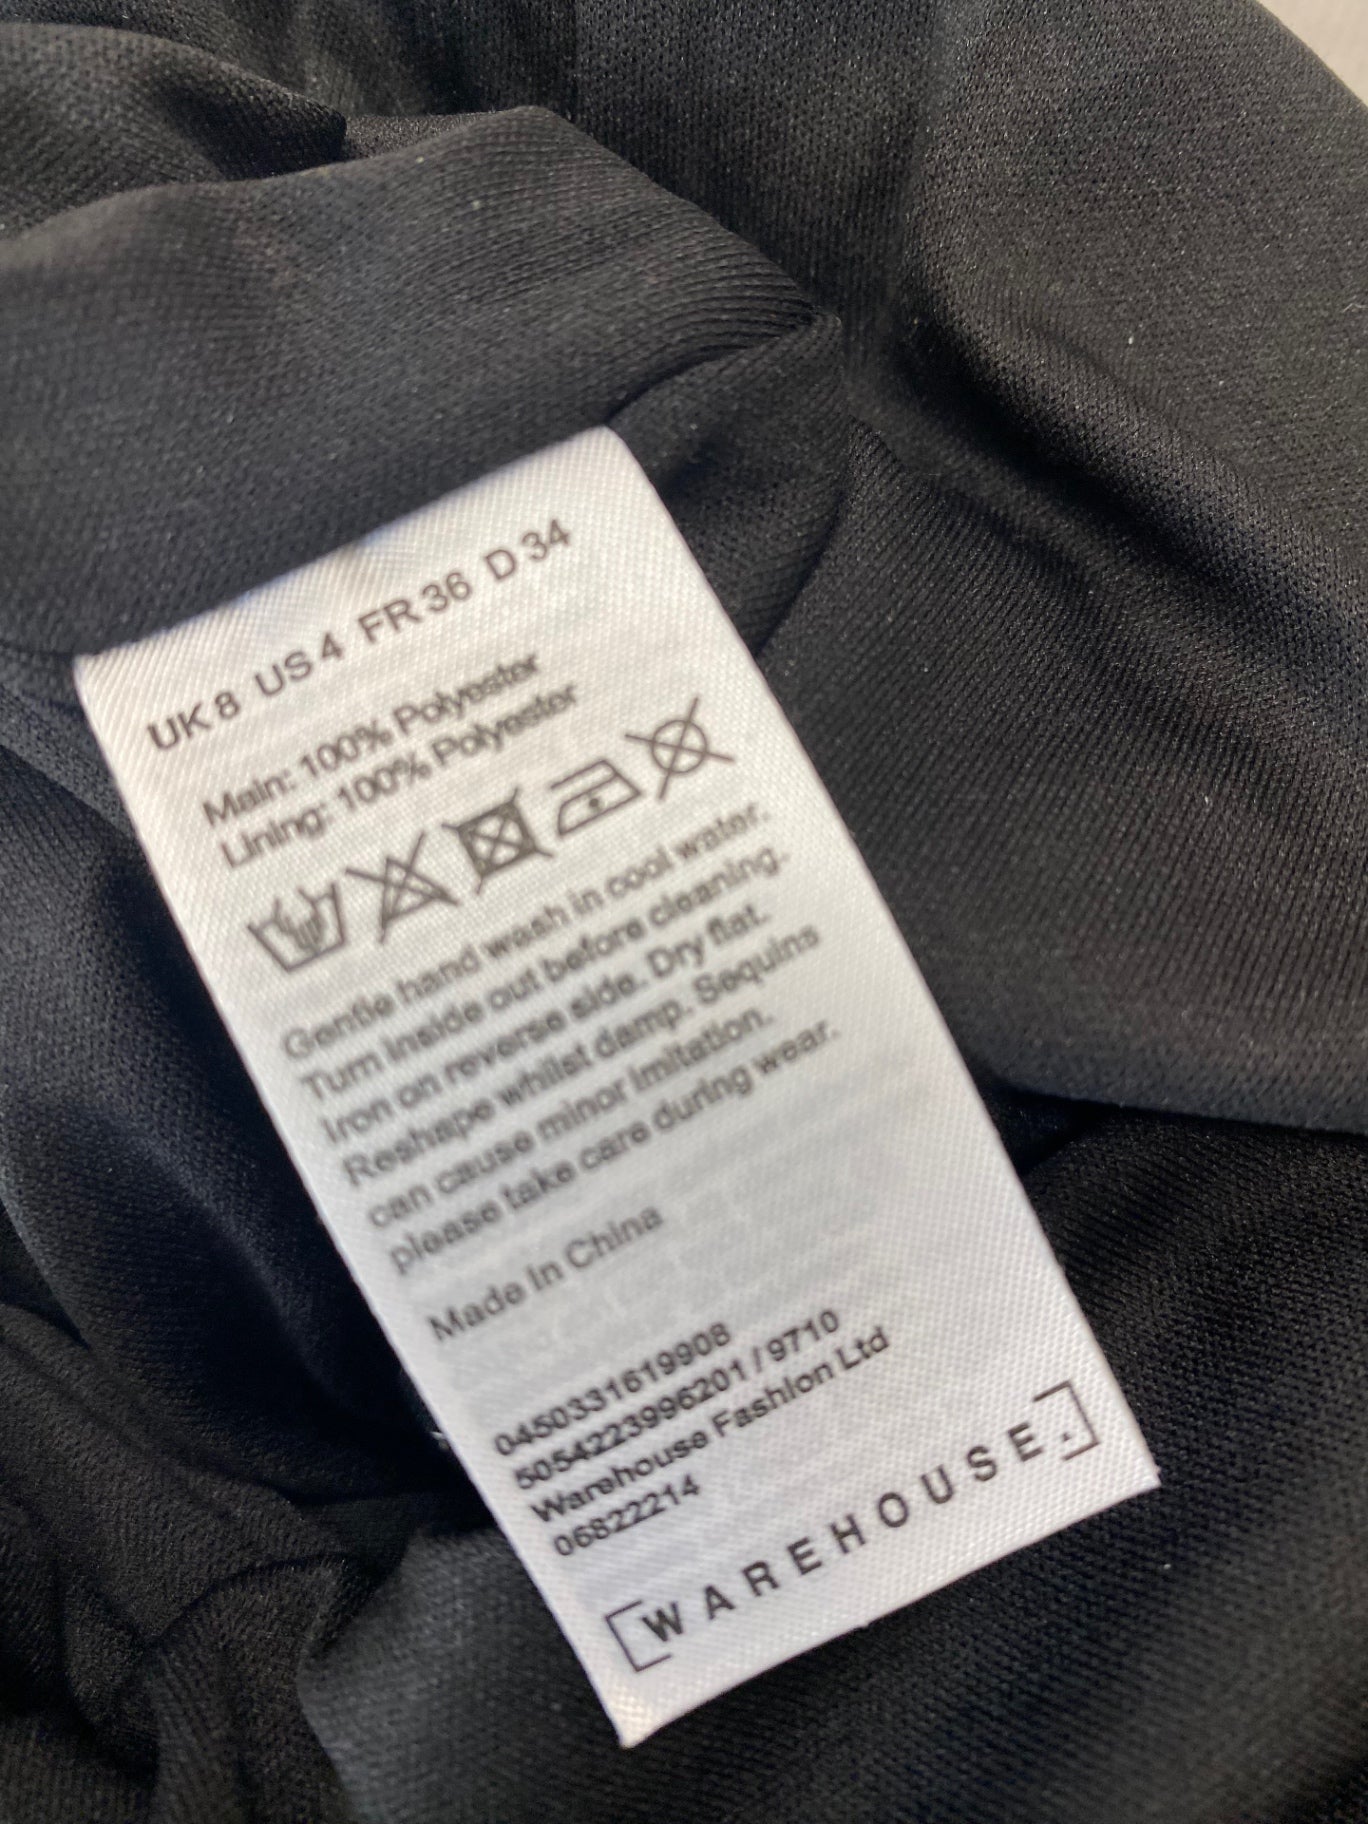 UK 8 US 4 FR 36 D 34
Main: 100% Polyester
Lining: 100% Polyester
Gentle hand wash in cool water.
Turn inside out before cleaning.
Iron on reverse side. Dry flat.
Reshape whilst damp. Sequins
can cause minor imitation.
please take care during wear.
Made In China
0450331619908
5054223996201 / 9710
Warehouse Fashion Ltd
06822214
[WAREHOUSE.]